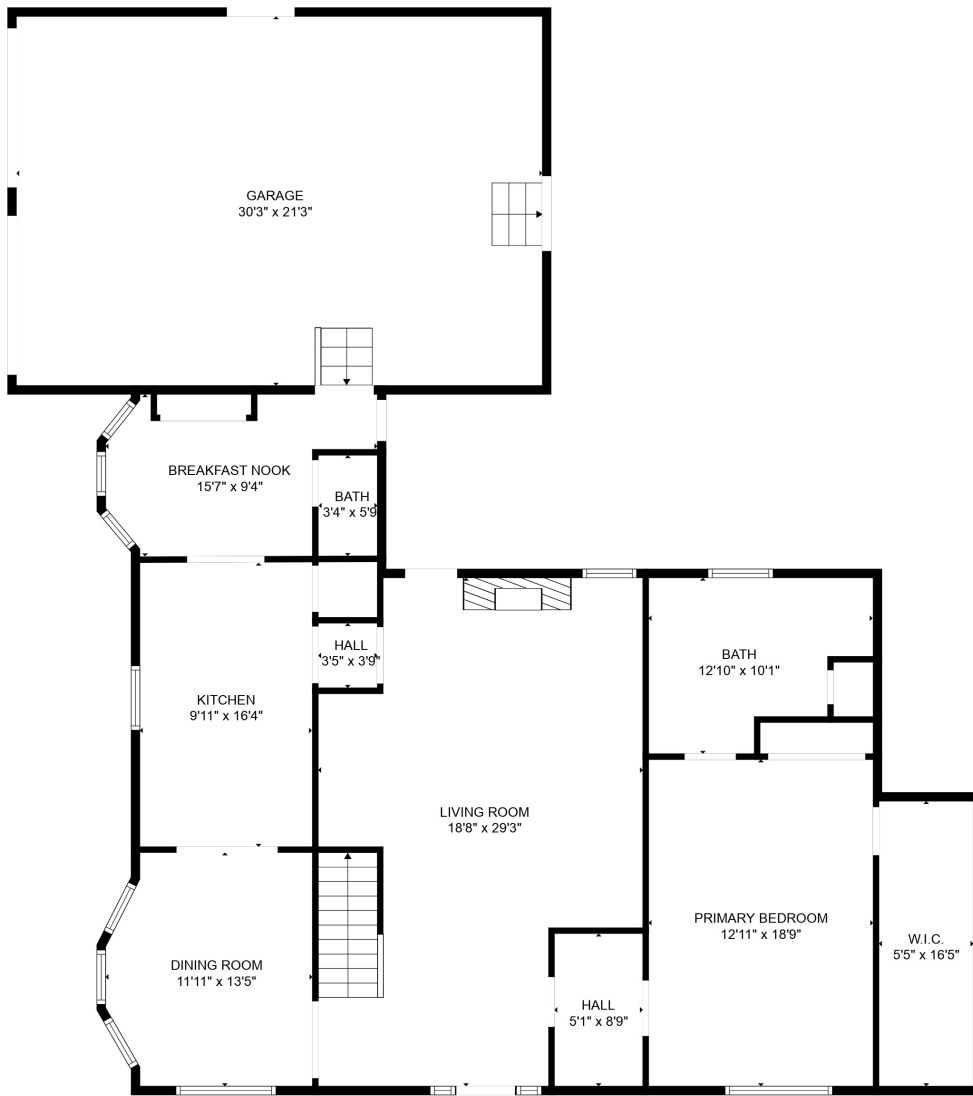 GARAGE
30'3" x 21'3"
BREAKFAST NOOK
15'7" x 9'4"
BATH
3'4" x 5'9
HALL
3'5" x 3'9"
BATH
12'10" x 10'1"
KITCHEN
9'11" x 16'4"
LIVING ROOM
18'8" x 29'3"
PRIMARY BEDROOM
12'11" x 18'9"
W.I.C.
5'5" x 16'5"
DINING ROOM
11'11" x 13'5"
HALL
5'1" x 8'9"